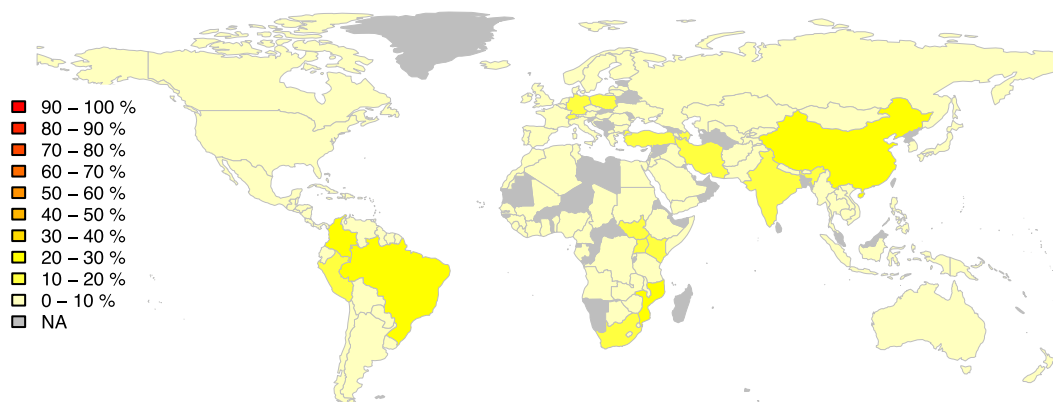 90 – 100 %
80 – 90 %
70 – 80 %
60 – 70 %
50 – 60 %
40 – 50 %
30 – 40 %
20 – 30 %
10 – 20 %
0 – 10 %
NA